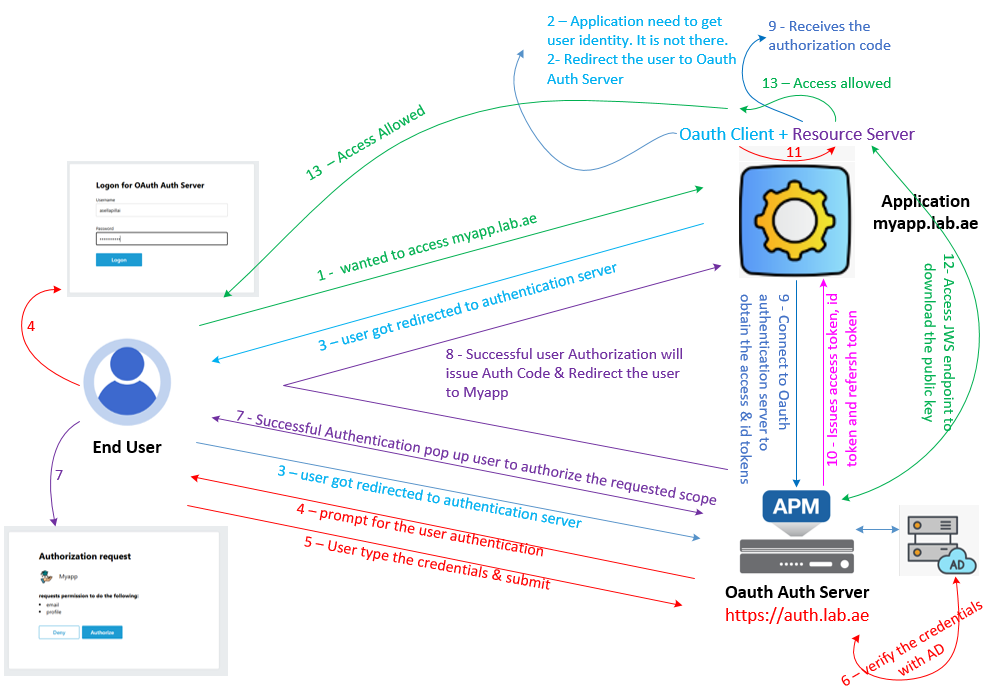 2 – Application need to get
user identity. It is not there.
2- Redirect the user to Oauth
Auth Server
9 - Receives the
authorization code
13 – Access allowed
13 – Access Allowed
Oauth Client + Resource Server
11
Logon for OAuth Auth Server
Username
Password
Logon
Application
myapp.lab.ae
1 - wanted to access myapp.lab.ae
3 – user got redirected to authentication server
4
12- Access JWS endpoint to
download the public key
9 - Connect to Oauth
authentication server to
obtain the access & id tokens
10 - Issues access token, id
token and refersh token
8 - Successful user Authorization will
issue Auth Code & Redirect the user
to Myapp
End User
7 - Successful Authentication pop up user to authorize the requested scope
7
3 – user got redirected to authentication server
4 – prompt for the user authentication
5 – User type the credentials & submit
APM
AD
Oauth Auth Server
https://auth.lab.ae
6 – verify the credentials
with AD
Authorization request
Myapp
requests permission to do the following:
• email
• profile
Deny
Authorize